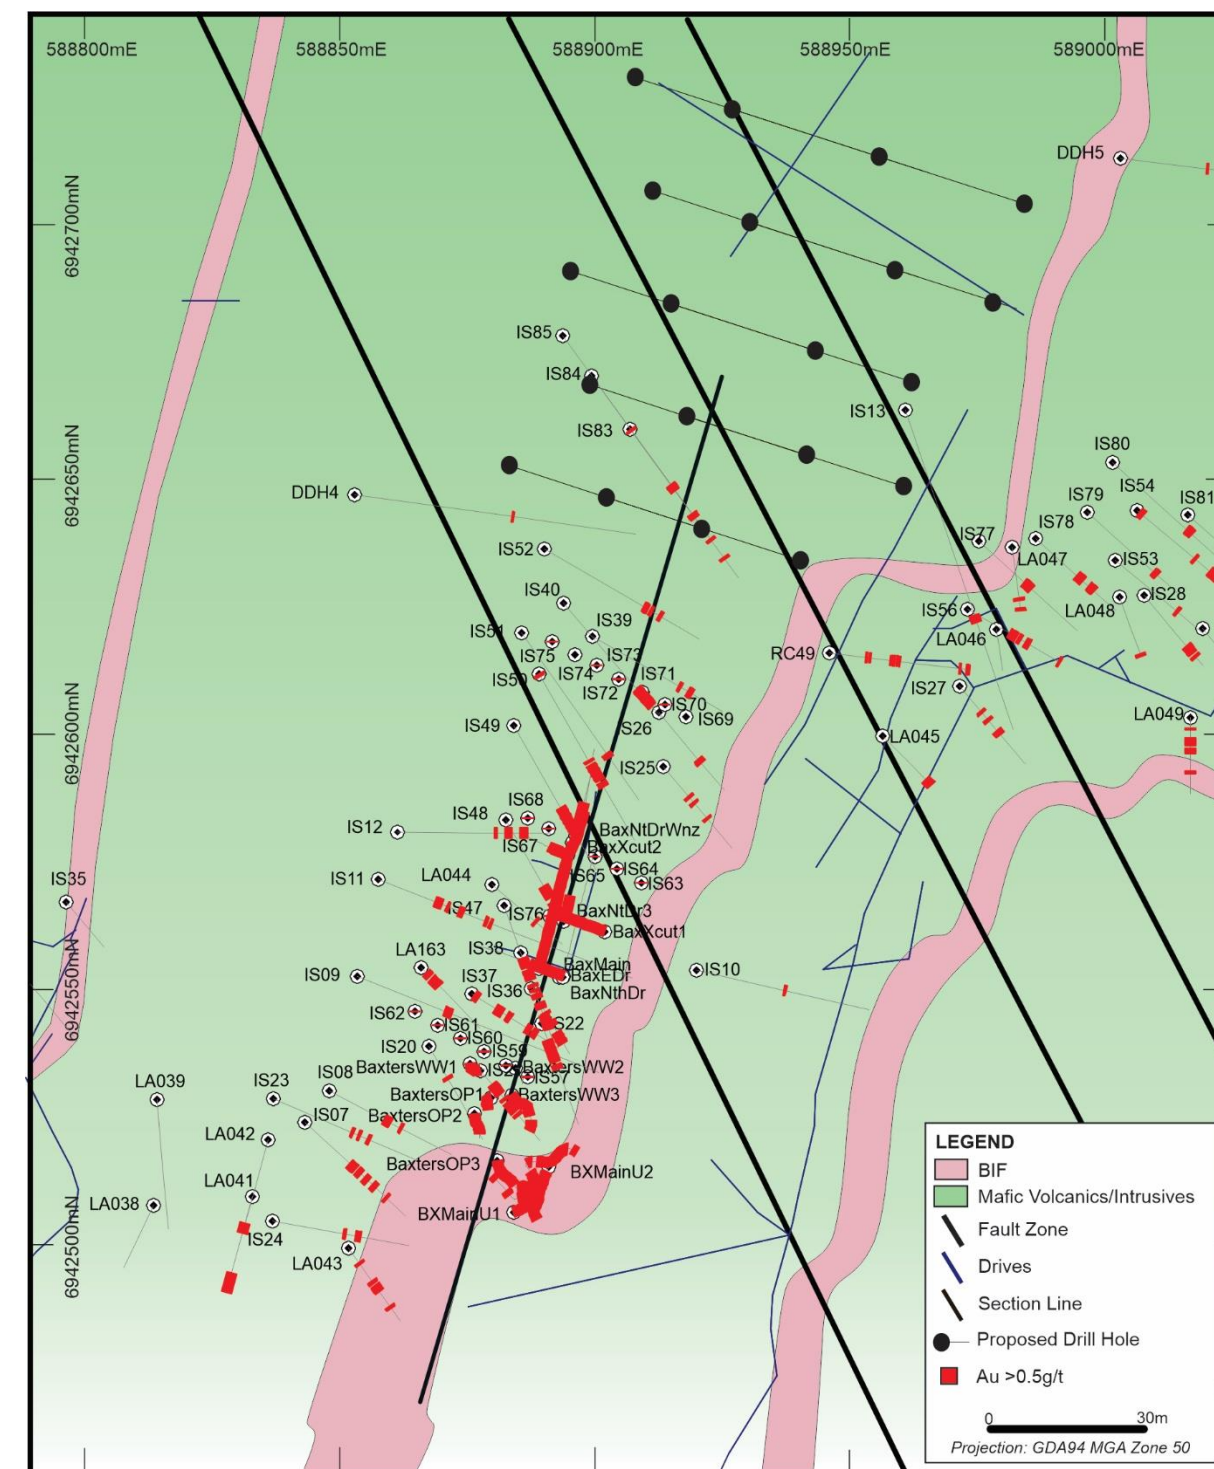 588800mE 588850mE 588900mE 588950mE 589000mE
6942700mN
6942650mN
6942600mN
6942550mN
6942500mN
DDH5
IS85
IS84
IS83
IS13
DDH4
IS80
IS54
IS79
IS81
IS78
IS77
LA047
IS53
IS52
IS40
IS39
IS51
IS56
LA048
IS28
LA046
RC49
IS75
IS73
IS74
IS50
IS72
IS71
IS70
IS69
S26
IS27
IS49
LA049
LA045
IS25
IS68
IS48
IS12
BaxNtDrWnz
IS67
BaxXcut2
IS65
IS64
IS63
IS11
LA044
IS35
IS47
IS76
BaxNtDr3
BaxXcut1
LA163
IS38
BaxMain
IS10
IS09
IS37
BaxEDr
IS36
BaxNthDr
IS62
IS61
IS22
IS60
IS20
IS59
BaxtersWW1
BaxtersWW2
IS57
LA039
IS23
IS08
BaxtersOP1
BaxtersWW3
IS07
BaxtersOP2
LA042
BaxtersOP3
BXMainU2
LA041
LA038
BXMainU1
IS24
LA043
LEGEND
BIF
Mafic Volcanics/Intrusives
Fault Zone
Drives
Section Line
Proposed Drill Hole
Au >0.5g/t
0 30m
Projection: GDA94 MGA Zone 50